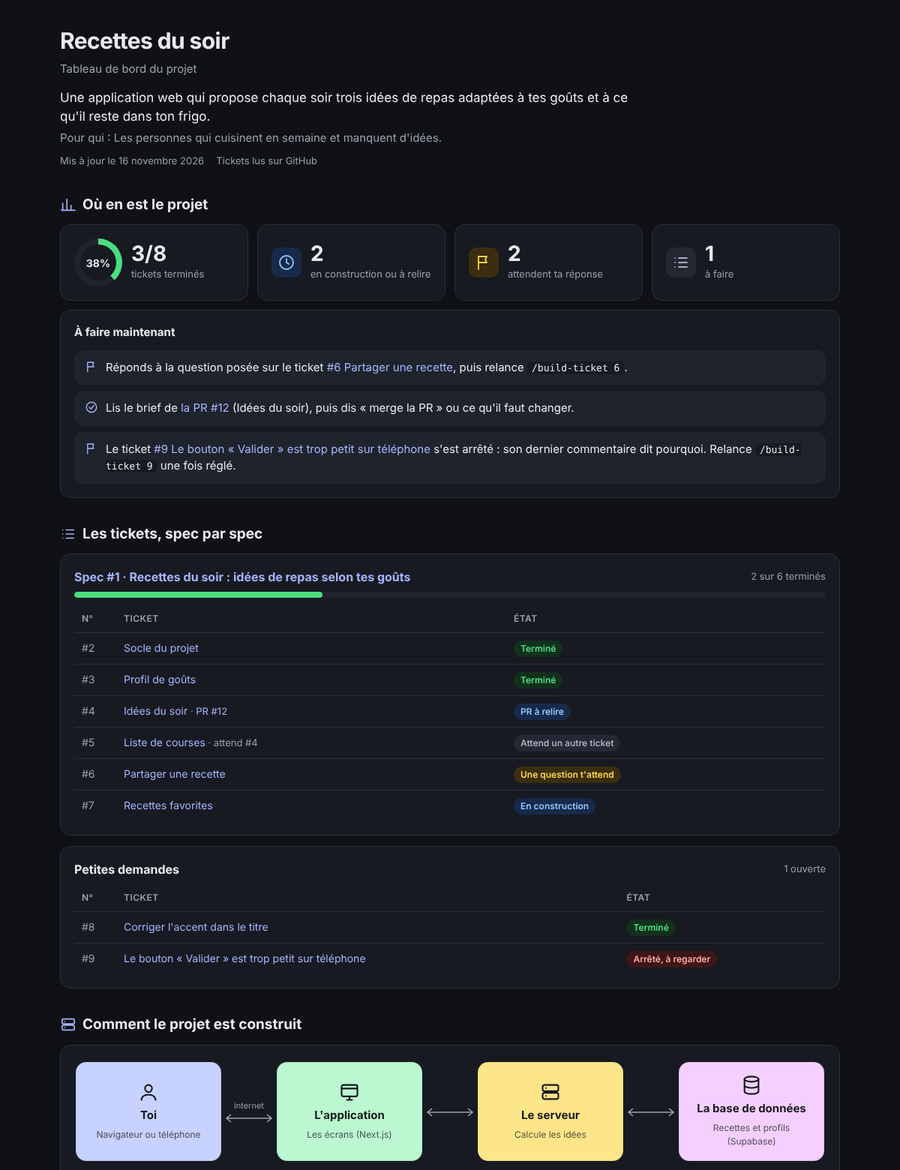 Recettes du soir
Tableau de bord du projet
Une application web qui propose chaque soir trois idées de repas adaptées à tes goûts et à ce
qu'il reste dans ton frigo.
Pour qui : Les personnes qui cuisinent en semaine et manquent d'idées.
Mis à jour le 16 novembre 2026 Tickets lus sur GitHub
Où en est le projet
38%
3/8
tickets terminés
2
en construction ou à relire
2
attendent ta réponse
1
à faire
À faire maintenant
Réponds à la question posée sur le ticket #6 Partager une recette, puis relance /build-ticket 6 .
Lis le brief de la PR #12 (Idées du soir), puis dis « merge la PR » ou ce qu'il faut changer.
Le ticket #9 Le bouton « Valider » est trop petit sur téléphone s'est arrêté : son dernier commentaire dit pourquoi. Relance /build-
ticket 9 une fois réglé.
Les tickets, spec par spec
Spec #1 · Recettes du soir : idées de repas selon tes goûts 2 sur 6 terminés
N° TICKET ÉTAT
#2 Socle du projet Terminé
#3 Profil de goûts Terminé
#4 Idées du soir · PR #12 PR à relire
#5 Liste de courses · attend #4 Attend un autre ticket
#6 Partager une recette Une question t'attend
#7 Recettes favorites En construction
Petites demandes 1 ouverte
N° TICKET ÉTAT
#8 Corriger l'accent dans le titre Terminé
#9 Le bouton « Valider » est trop petit sur téléphone Arrêté, à regarder
Comment le projet est construit
Toi
Navigateur ou téléphone
internet
L'application
Les écrans (Next.js)
Le serveur
Calcule les idées
La base de données
Recettes et profils
(Supabase)